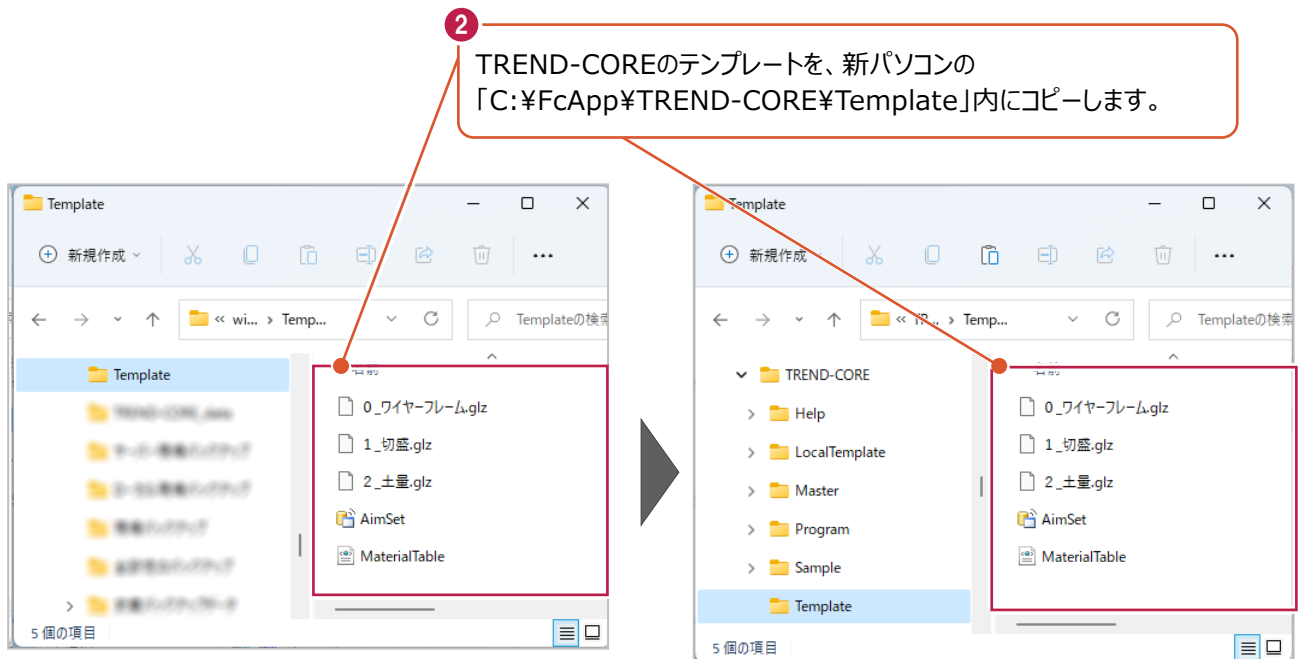 2
TREND-COREのテンプレートを、新パソコンの
「C:¥FcApp¥TREND-CORE¥Template」内にコピーします。
Template
新規作成
« wi... › Temp...
Templateの検索
Template
名前
0_ワイヤーフレーム.glz
1_切盛.glz
2_土量.glz
AimSet
MaterialTable
5 個の項目
Template
新規作成
« TR... › Temp...
Templateの検索
TREND-CORE
Help
LocalTemplate
Master
Program
Sample
Template
名前
0_ワイヤーフレーム.glz
1_切盛.glz
2_土量.glz
AimSet
MaterialTable
5 個の項目